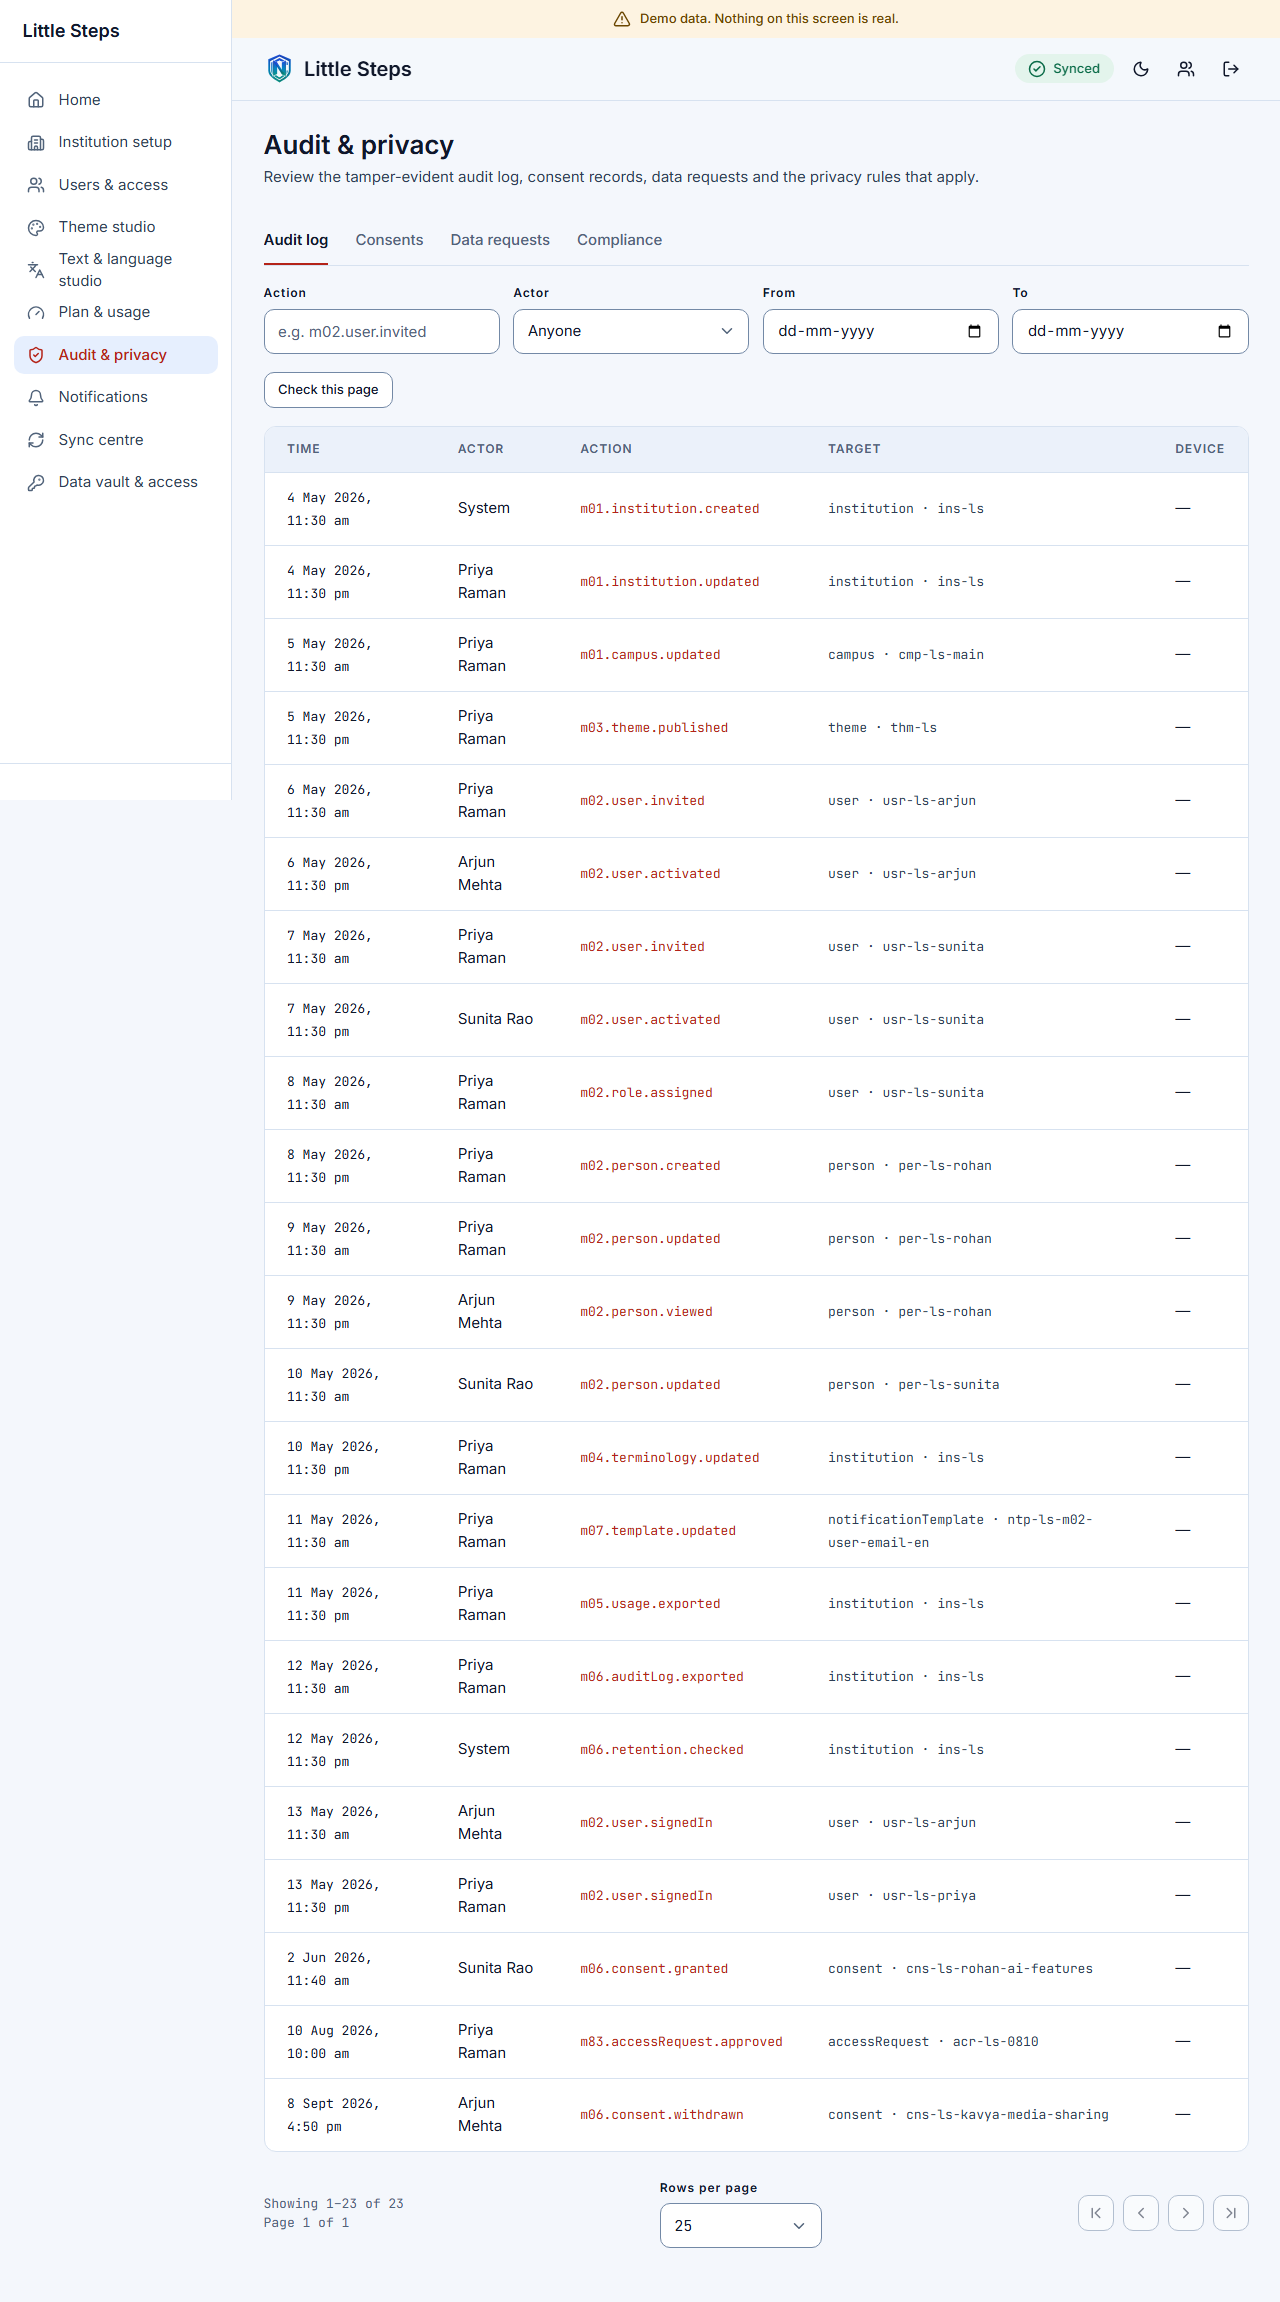 Little Steps
Home
Institution setup
Users & access
Theme studio
Text & language
studio
Plan & usage
Audit & privacy
Notifications
Sync centre
Data vault & access
Demo data. Nothing on this screen is real.
Little Steps
Synced
Audit & privacy
Review the tamper-evident audit log, consent records, data requests and the privacy rules that apply.
Audit log Consents Data requests Compliance
Action Actor From To
e.g. m02.user.invited Anyone dd-mm-yyyy dd-mm-yyyy
Check this page
TIME ACTOR ACTION TARGET DEVICE
4 May 2026,
11:30 am
System
m01.institution.created
institution · ins-ls
—
4 May 2026,
11:30 pm
Priya
Raman
m01.institution.updated
institution · ins-ls
—
5 May 2026,
11:30 am
Priya
Raman
m01.campus.updated
campus · cmp-ls-main
—
5 May 2026,
11:30 pm
Priya
Raman
m03.theme.published
theme · thm-ls
—
6 May 2026,
11:30 am
Priya
Raman
m02.user.invited
user · usr-ls-arjun
—
6 May 2026,
11:30 pm
Arjun
Mehta
m02.user.activated
user · usr-ls-arjun
—
7 May 2026,
11:30 am
Priya
Raman
m02.user.invited
user · usr-ls-sunita
—
7 May 2026,
11:30 pm
Sunita Rao
m02.user.activated
user · usr-ls-sunita
—
8 May 2026,
11:30 am
Priya
Raman
m02.role.assigned
user · usr-ls-sunita
—
8 May 2026,
11:30 pm
Priya
Raman
m02.person.created
person · per-ls-rohan
—
9 May 2026,
11:30 am
Priya
Raman
m02.person.updated
person · per-ls-rohan
—
9 May 2026,
11:30 pm
Arjun
Mehta
m02.person.viewed
person · per-ls-rohan
—
10 May 2026,
11:30 am
Sunita Rao
m02.person.updated
person · per-ls-sunita
—
10 May 2026,
11:30 pm
Priya
Raman
m04.terminology.updated
institution · ins-ls
—
11 May 2026,
11:30 am
Priya
Raman
m07.template.updated
notificationTemplate · ntp-ls-m02-
user-email-en
—
11 May 2026,
11:30 pm
Priya
Raman
m05.usage.exported
institution · ins-ls
—
12 May 2026,
11:30 am
Priya
Raman
m06.auditLog.exported
institution · ins-ls
—
12 May 2026,
11:30 pm
System
m06.retention.checked
institution · ins-ls
—
13 May 2026,
11:30 am
Arjun
Mehta
m02.user.signedIn
user · usr-ls-arjun
—
13 May 2026,
11:30 pm
Priya
Raman
m02.user.signedIn
user · usr-ls-priya
—
2 Jun 2026,
11:40 am
Sunita Rao
m06.consent.granted
consent · cns-ls-rohan-ai-features
—
10 Aug 2026,
10:00 am
Priya
Raman
m83.accessRequest.approved
accessRequest · acr-ls-0810
—
8 Sept 2026,
4:50 pm
Arjun
Mehta
m06.consent.withdrawn
consent · cns-ls-kavya-media-sharing
—
Showing 1–23 of 23
Page 1 of 1
Rows per page
25